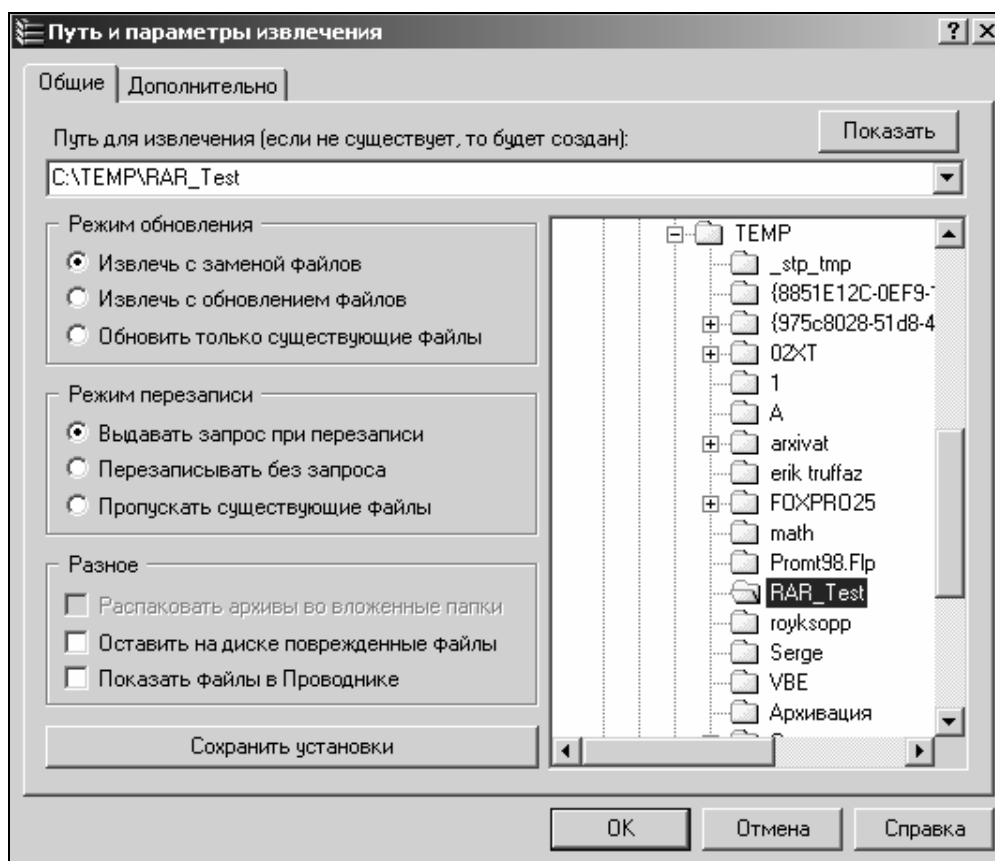 Путь и параметры извлечения
Общие
Дополнительно
Путь для извлечения (если не существует, то будет создан):
Показать
C:\TEMP\RAR_Test
Режим обновления
Извлечь с заменой файлов
Извлечь с обновлением файлов
Обновить только существующие файлы
Режим перезаписи
Выдавать запрос при перезаписи
Перезаписывать без запроса
Пропускать существующие файлы
Разное
Распаковать архивы во вложенные папки
Оставить на диске поврежденные файлы
Показать файлы в Проводнике
Сохранить установки
TEMP
_stp_tmp
{8851E12C-0EF9-
{975c8028-51d8-4
02XT
1
A
arxivat
erik truffaz
FOXPRO25
math
Promt98.Flp
RAR_Test
royksopp
Serge
VBE
Архивация
OK
Отмена
Справка